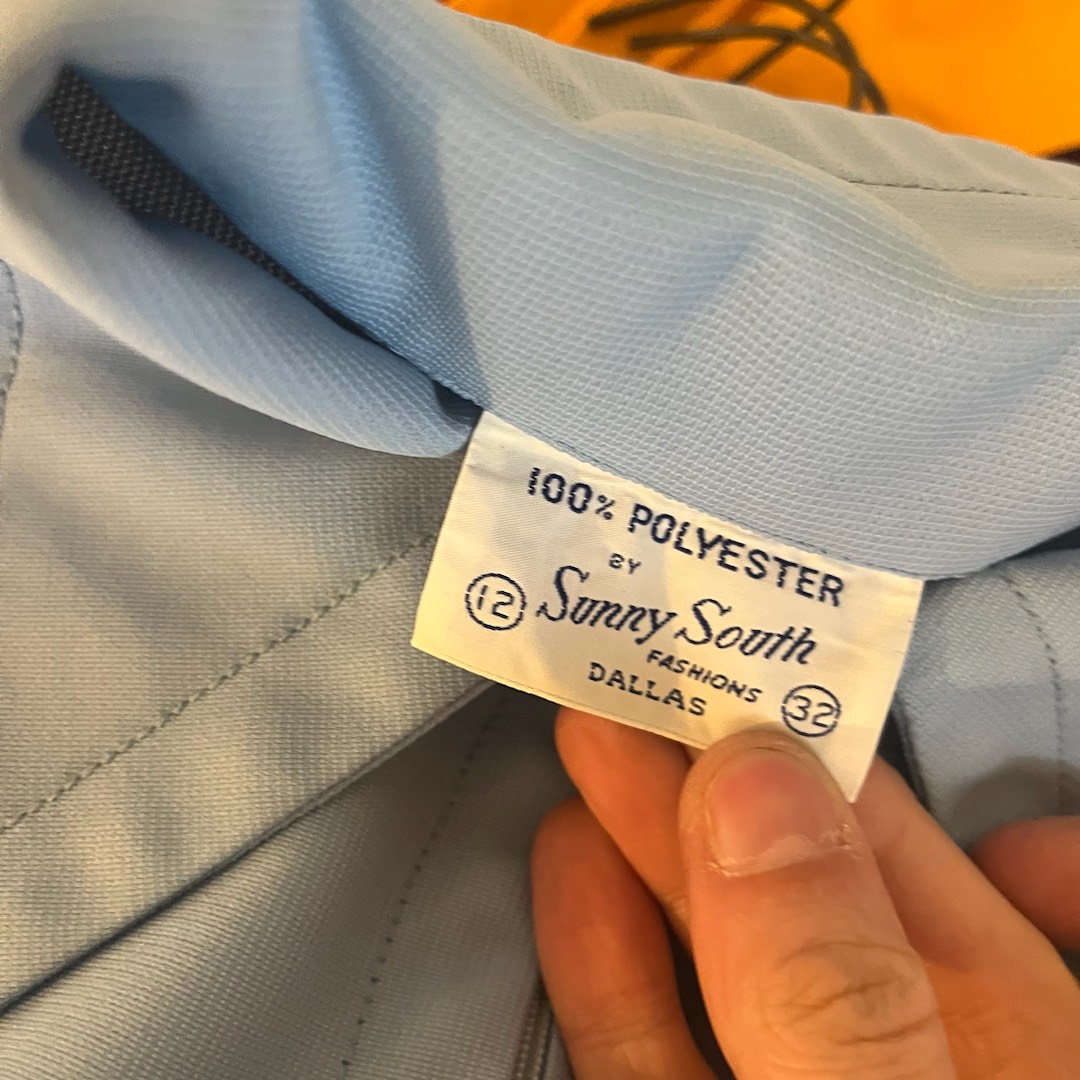 100% POLYESTER
BY
12 Sunny South
FASHIONS
DALLAS 32